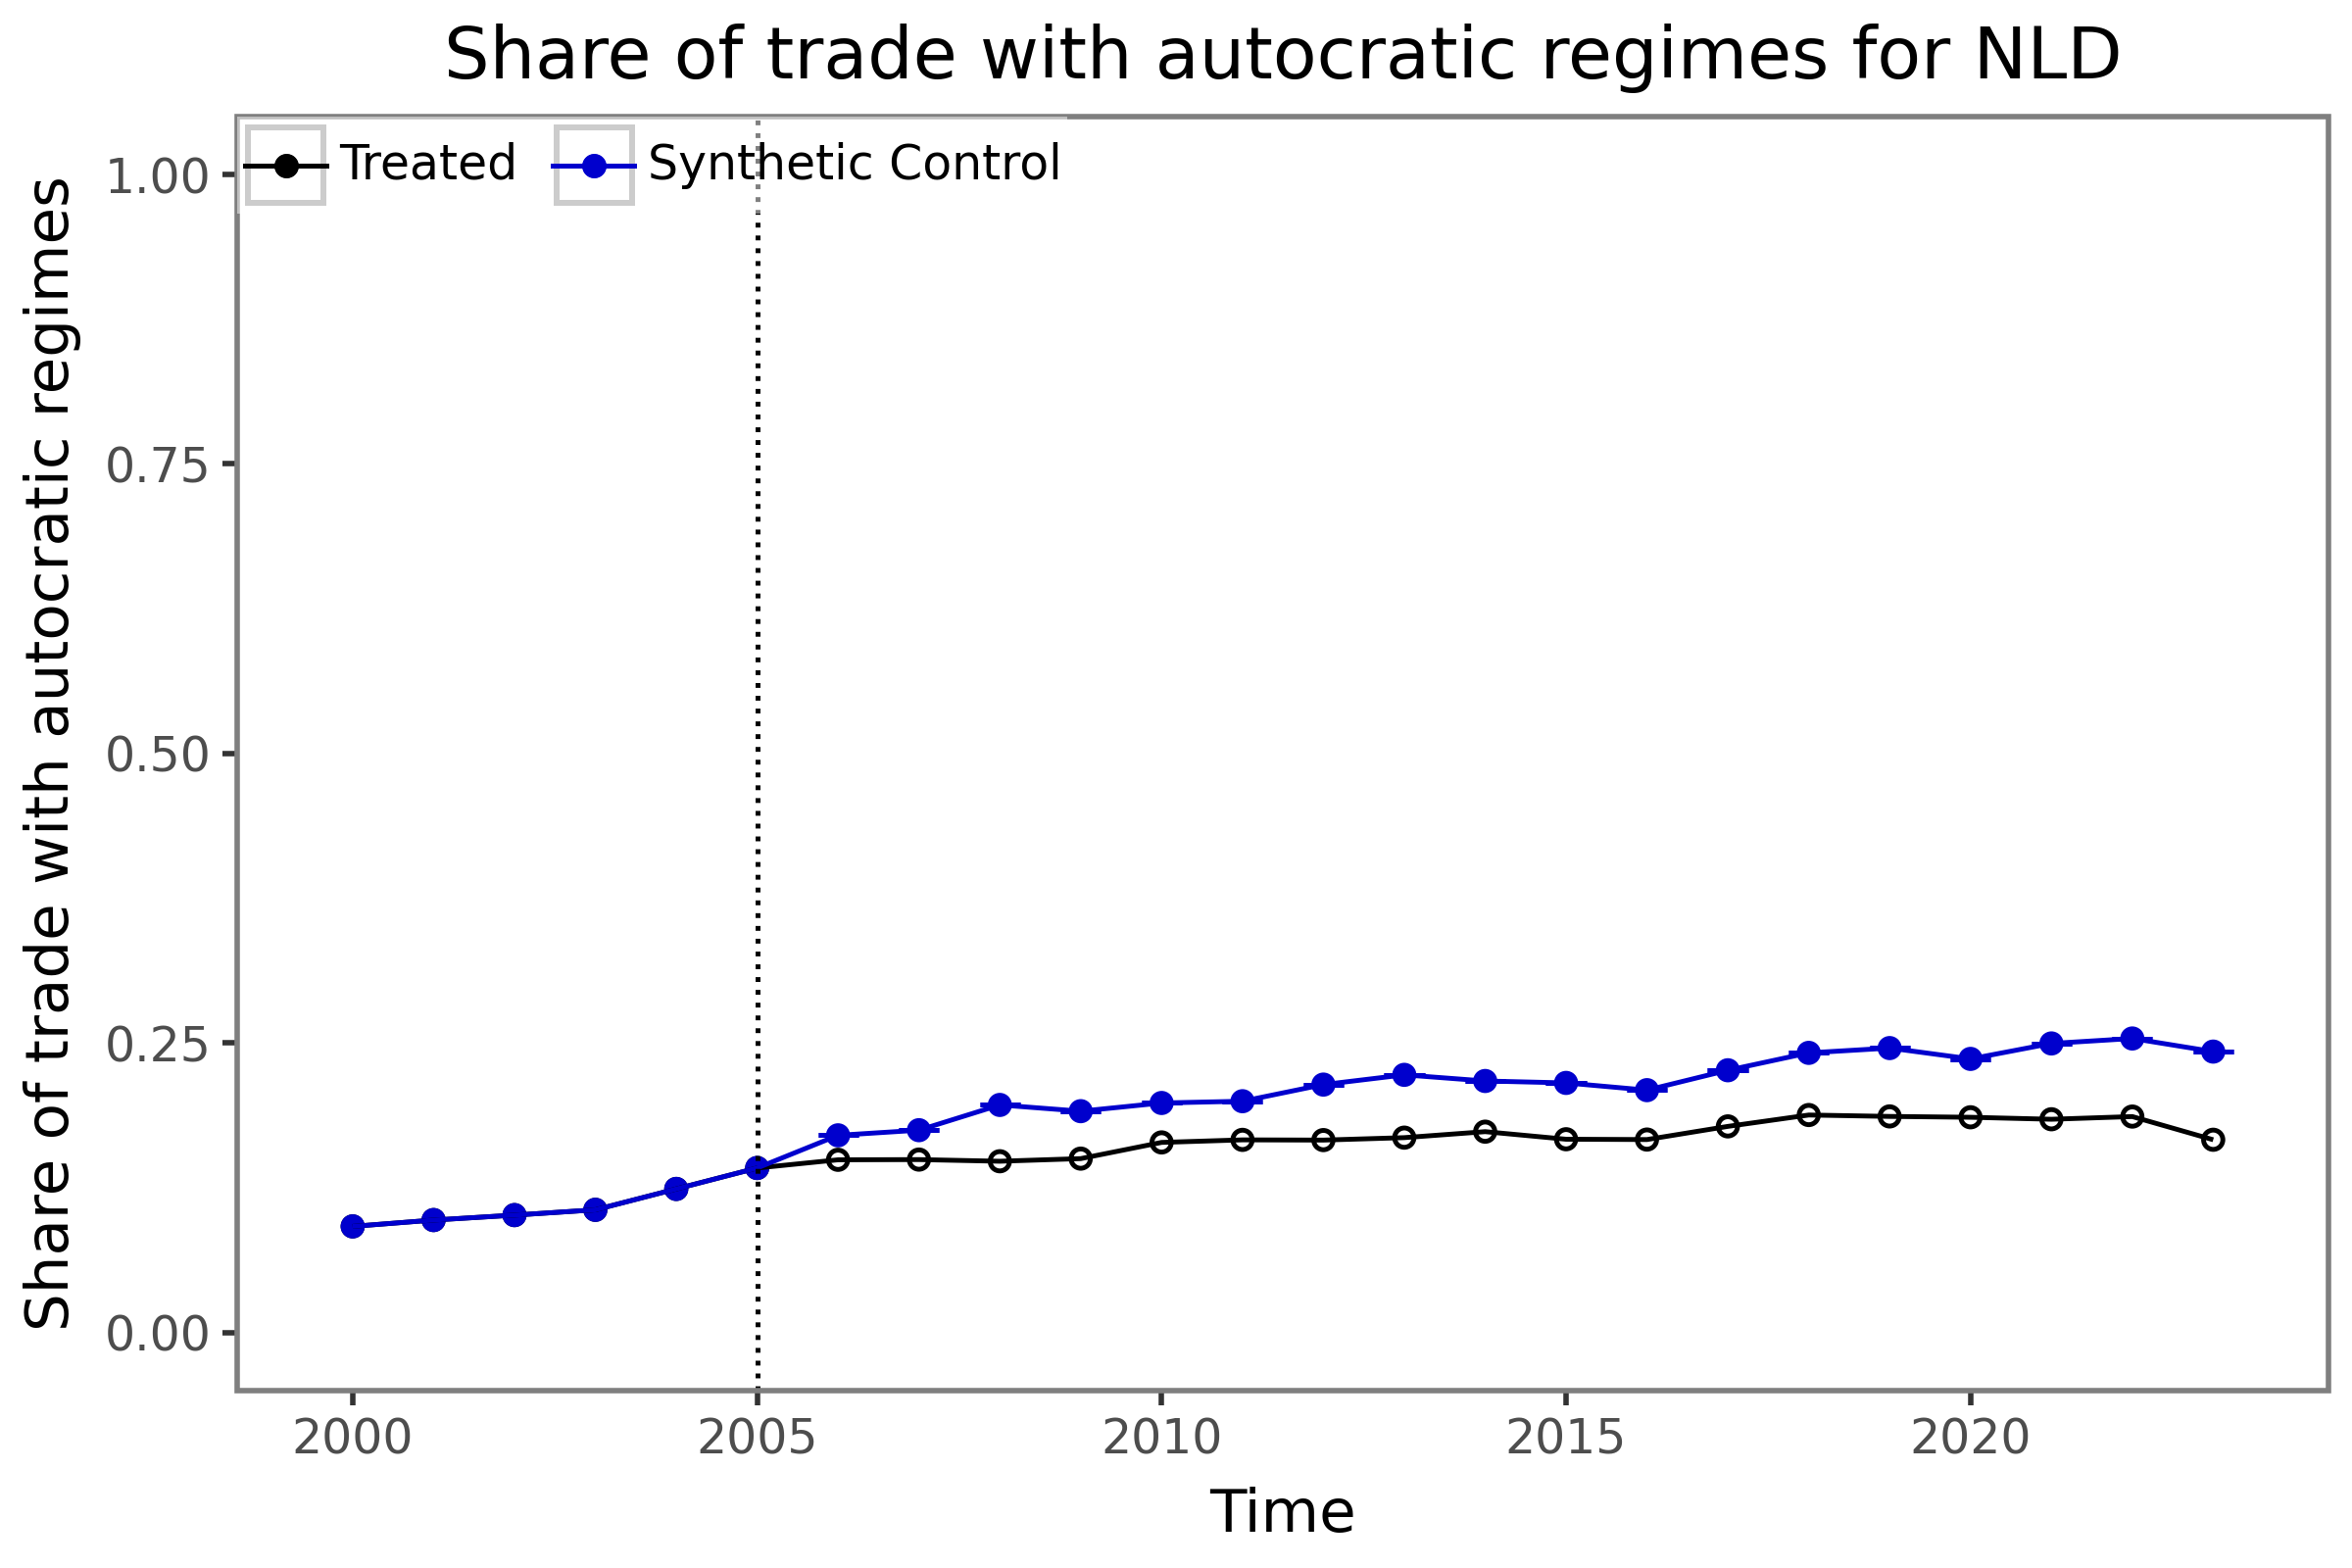 Share of trade with autocratic regimes for NLD
Treated
Synthetic Control
Share of trade with autocratic regimes
1.00
0.75
0.50
0.25
0.00
2000
2005
2010
2015
2020
Time